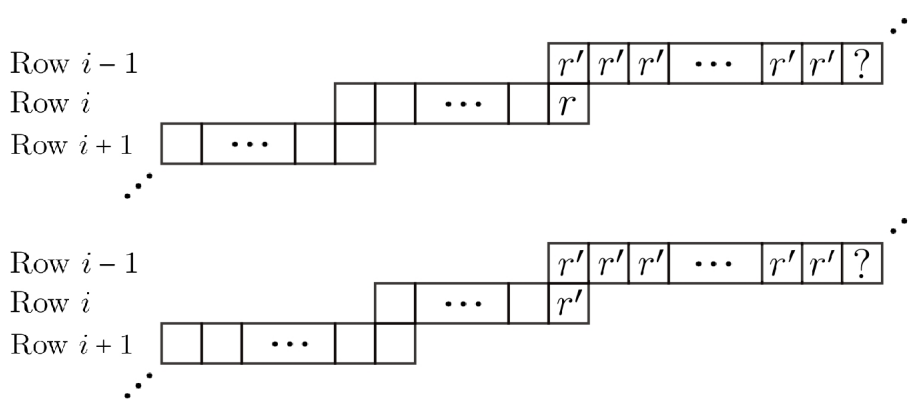 Row i − 1 r′ r′ r′ ⋯ r′ r′ ?
Row i ⋯ r
Row i + 1 ⋯
Row i − 1 r′ r′ r′ ⋯ r′ r′ ?
Row i ⋯ r′
Row i + 1 ⋯